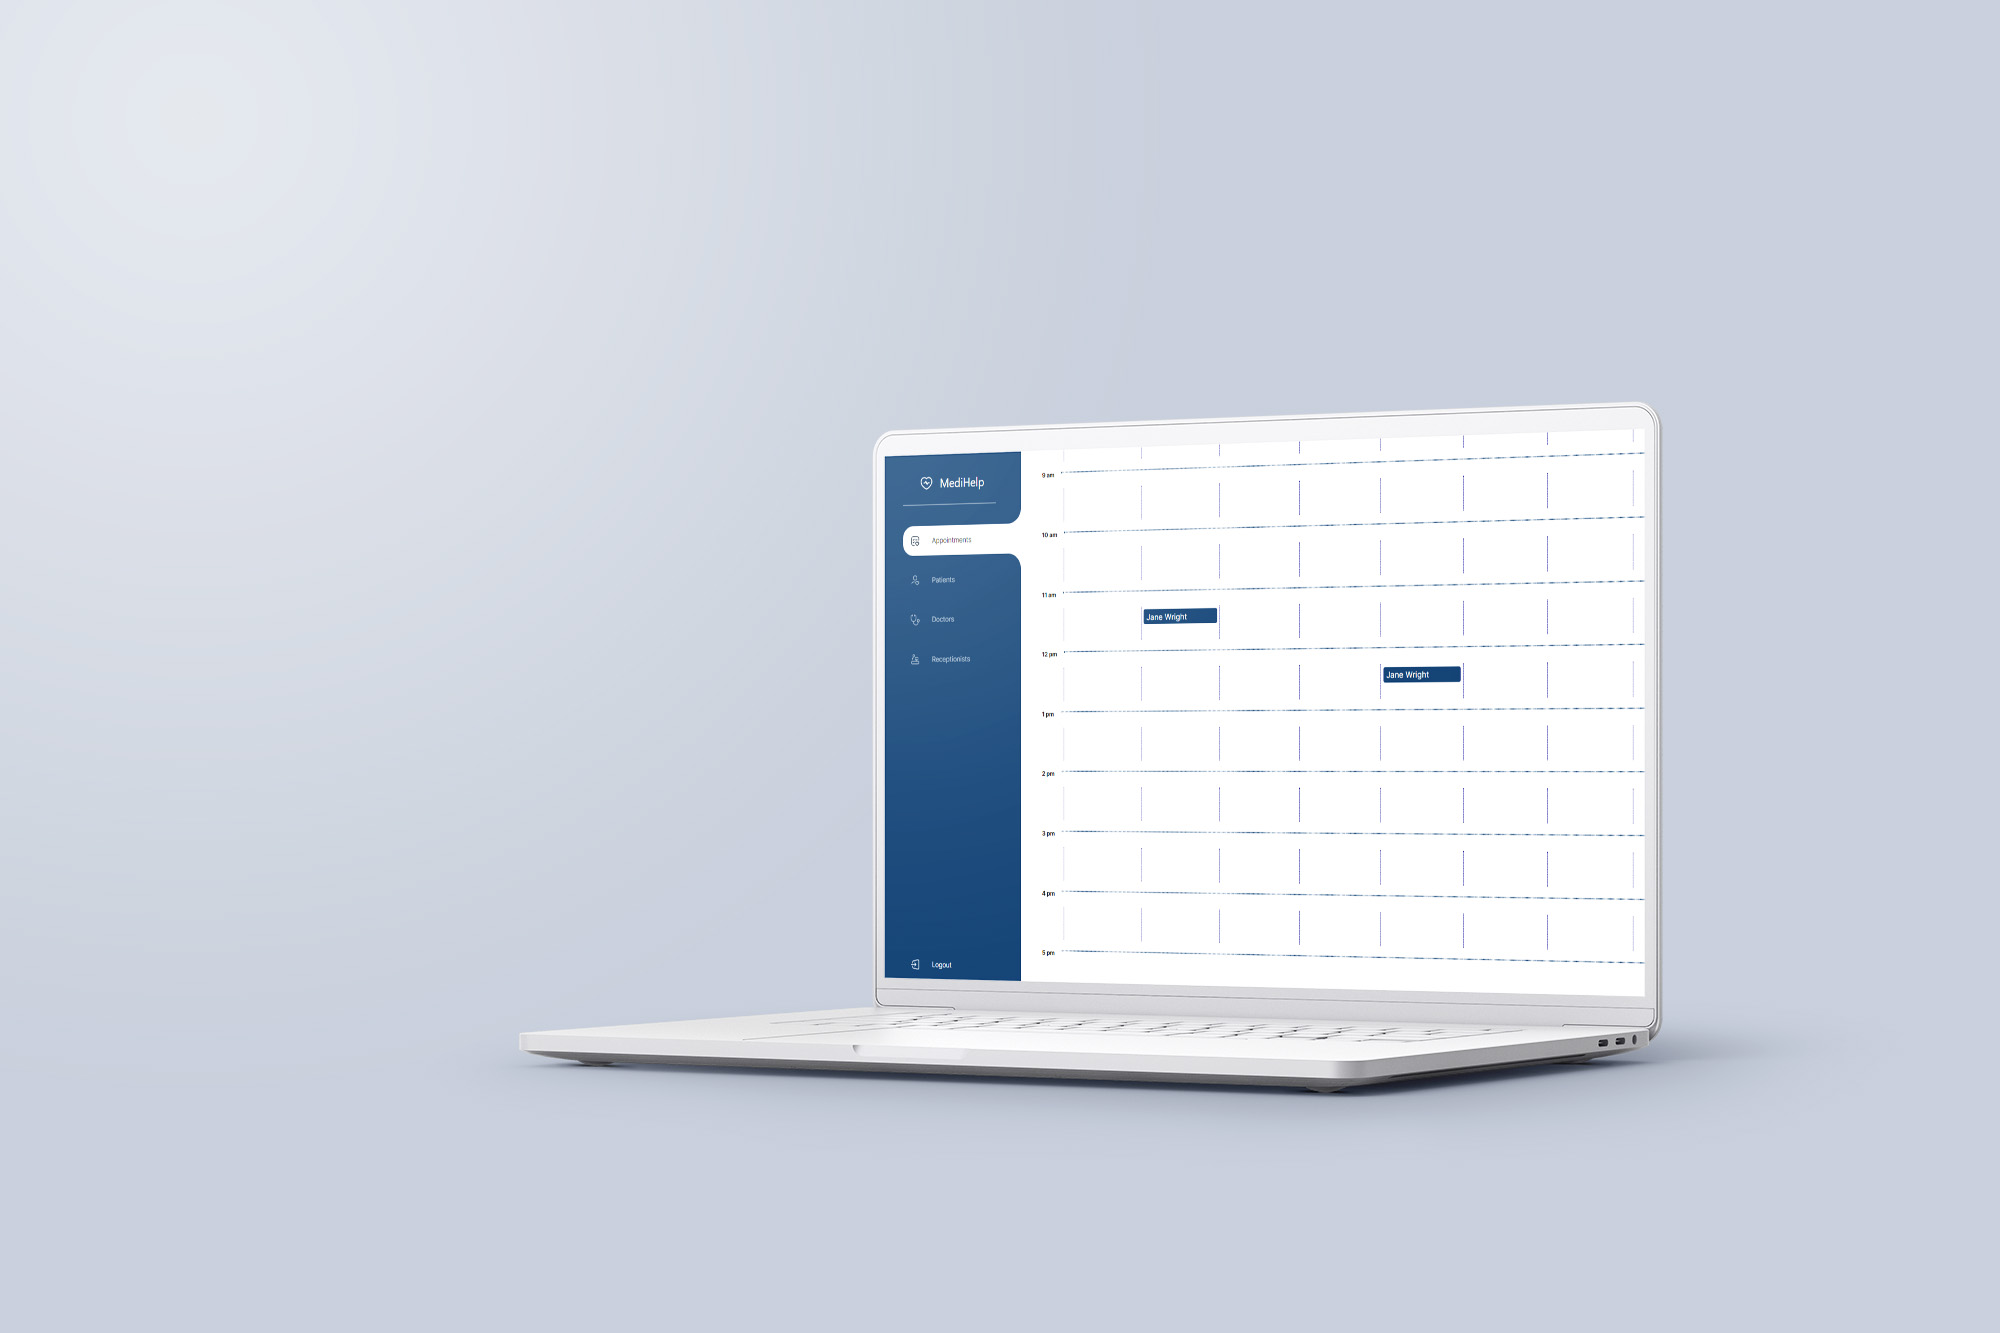 MediHelp
Appointments
Patients
Doctors
Receptionists
Logout
9 am
10 am
11 am
Jane Wright
12 pm
Jane Wright
1 pm
2 pm
3 pm
4 pm
5 pm